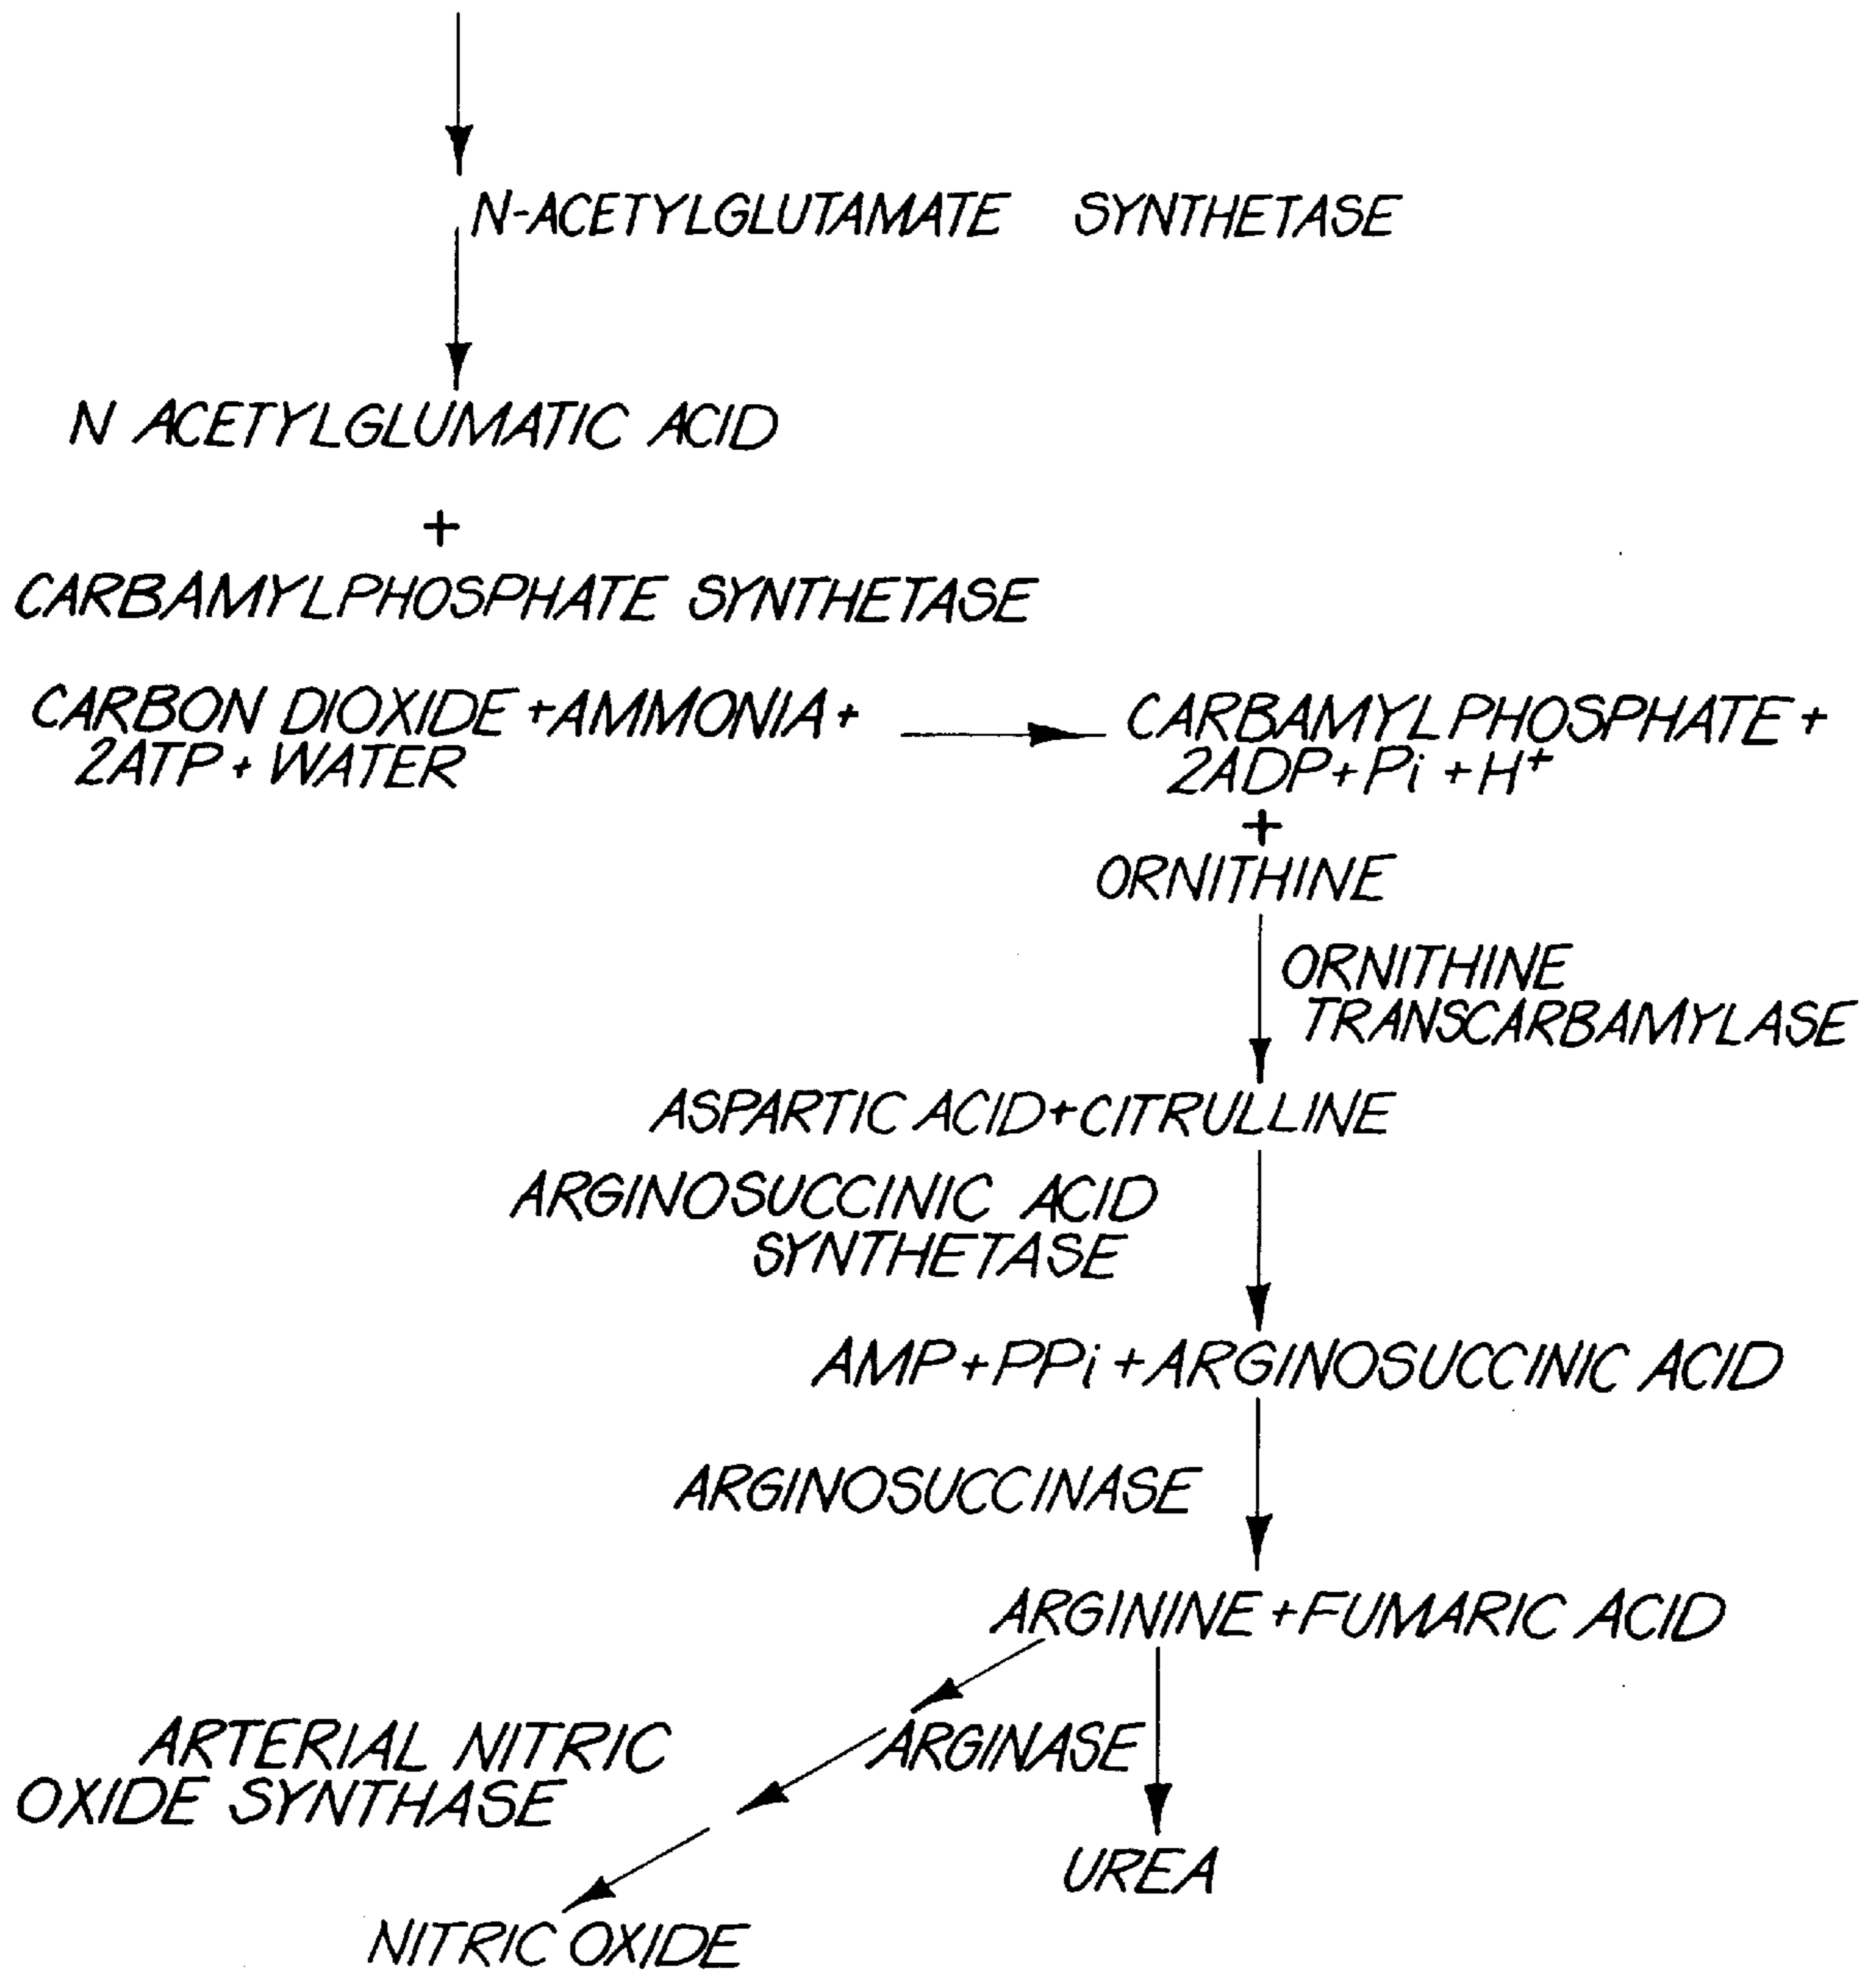 N-ACETYLGLUTAMATE SYNTHETASE
N ACETYLGLUMATIC ACID
+
CARBAMYLPHOSPHATE SYNTHETASE
CARBON DIOXIDE +AMMONIA+
2ATP+WATER
CARBAMYLPHOSPHATE+
2ADP+Pi +H+
+
ORNITHINE
ORNITHINE
TRANSCARBAMYLASE
ASPARTIC ACID+CITRULLINE
ARGINOSUCCINIC ACID
SYNTHETASE
AMP+PPi+ARGINOSUCCINIC ACID
ARGINOSUCCINASE
ARGININE+FUMARIC ACID
ARTERIAL NITRIC
OXIDE SYNTHASE
ARGINASE
UREA
NITRIC OXIDE